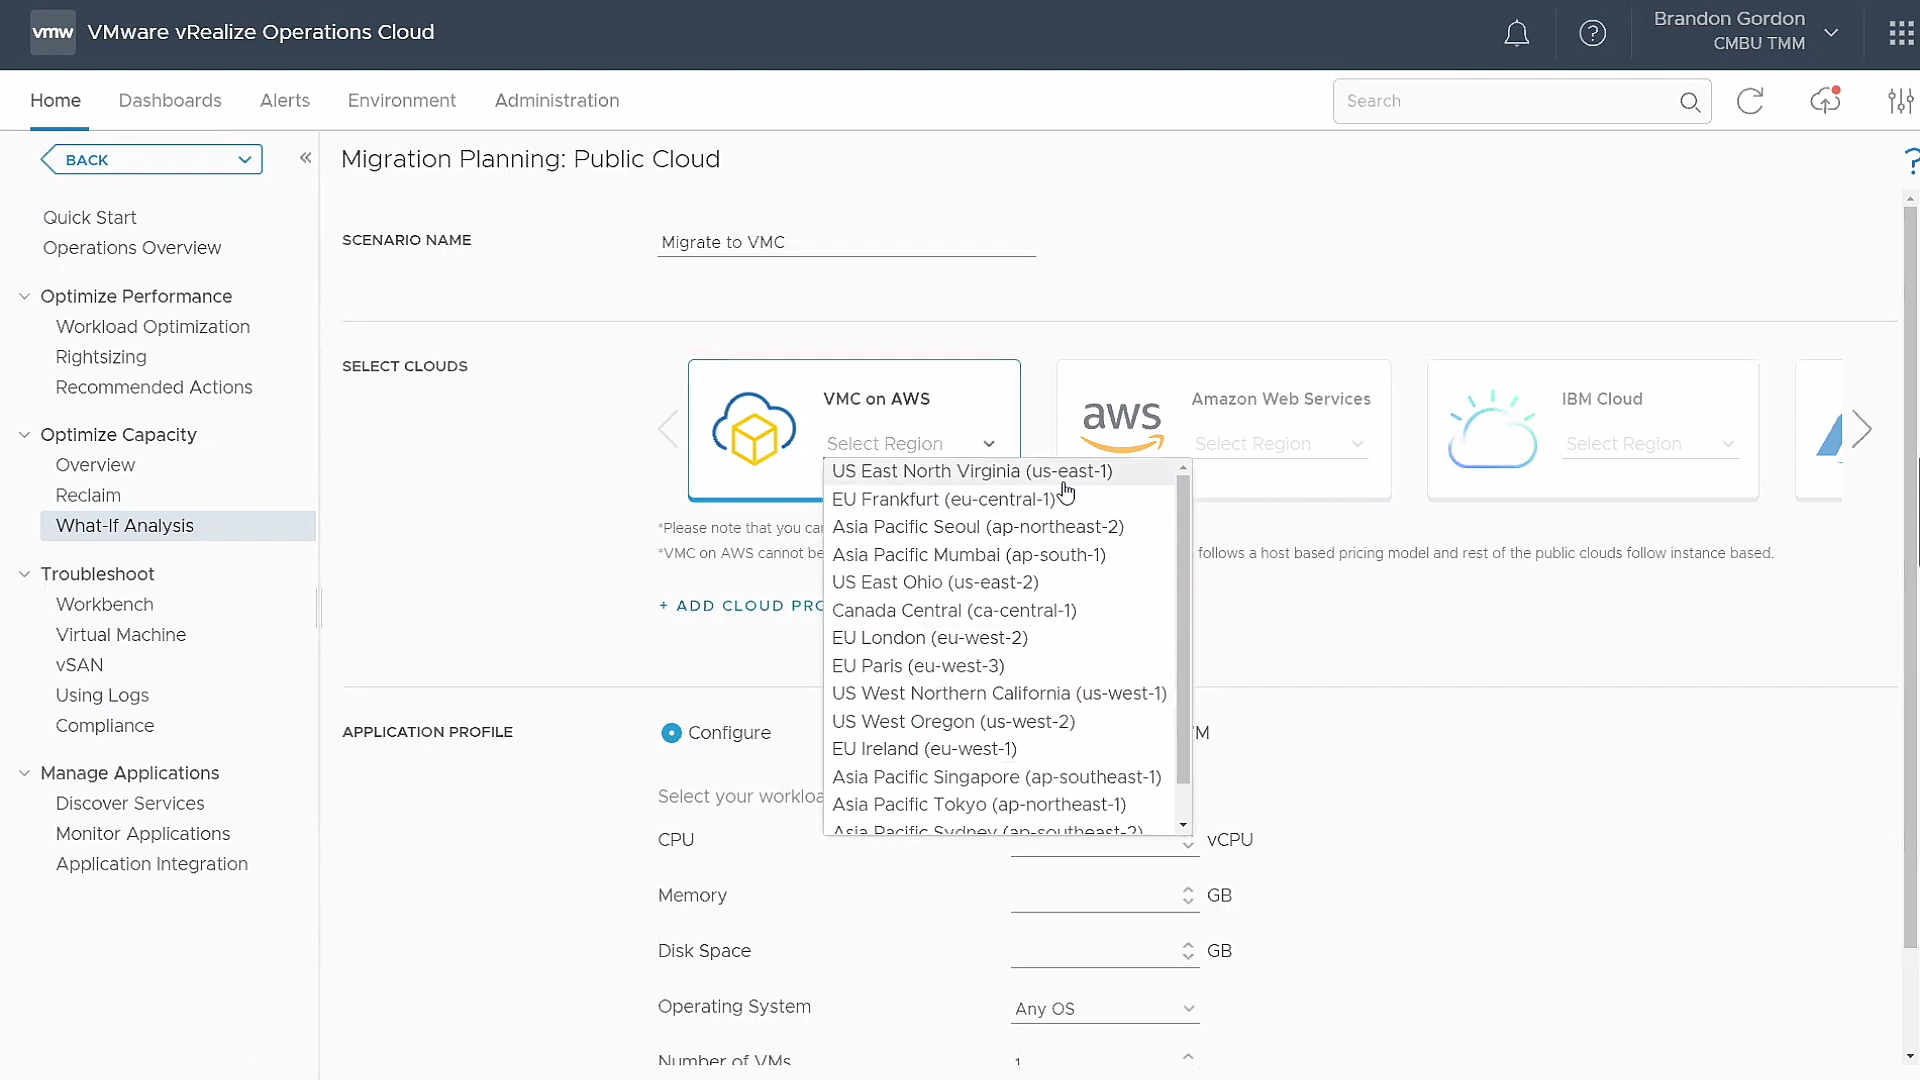 vmw VMware vRealize Operations Cloud
Brandon Gordon
CMBU TMM
Home Dashboards Alerts Environment Administration
Search
BACK
Migration Planning: Public Cloud
Quick Start
Operations Overview
Optimize Performance
Workload Optimization
Rightsizing
Recommended Actions
Optimize Capacity
Overview
Reclaim
What-If Analysis
Troubleshoot
Workbench
Virtual Machine
vSAN
Using Logs
Compliance
Manage Applications
Discover Services
Monitor Applications
Application Integration
SCENARIO NAME
Migrate to VMC
SELECT CLOUDS
VMC on AWS
Select Region
aws
Amazon Web Services
Select Region
IBM Cloud
Select Region
US East North Virginia (us-east-1)
EU Frankfurt (eu-central-1)
Asia Pacific Seoul (ap-northeast-2)
Asia Pacific Mumbai (ap-south-1)
US East Ohio (us-east-2)
Canada Central (ca-central-1)
EU London (eu-west-2)
EU Paris (eu-west-3)
US West Northern California (us-west-1)
US West Oregon (us-west-2)
EU Ireland (eu-west-1)
Asia Pacific Singapore (ap-southeast-1)
Asia Pacific Tokyo (ap-northeast-1)
Asia Pacific Sydney (ap-southeast-2)
*Please note that you
*VMC on AWS cannot follows a host based pricing model and rest of the public clouds follow instance based.
+ ADD CLOUD
APPLICATION PROFILE
Configure
Select your
CPU vCPU
Memory GB
Disk Space GB
Operating System Any OS
Number of VMs 1